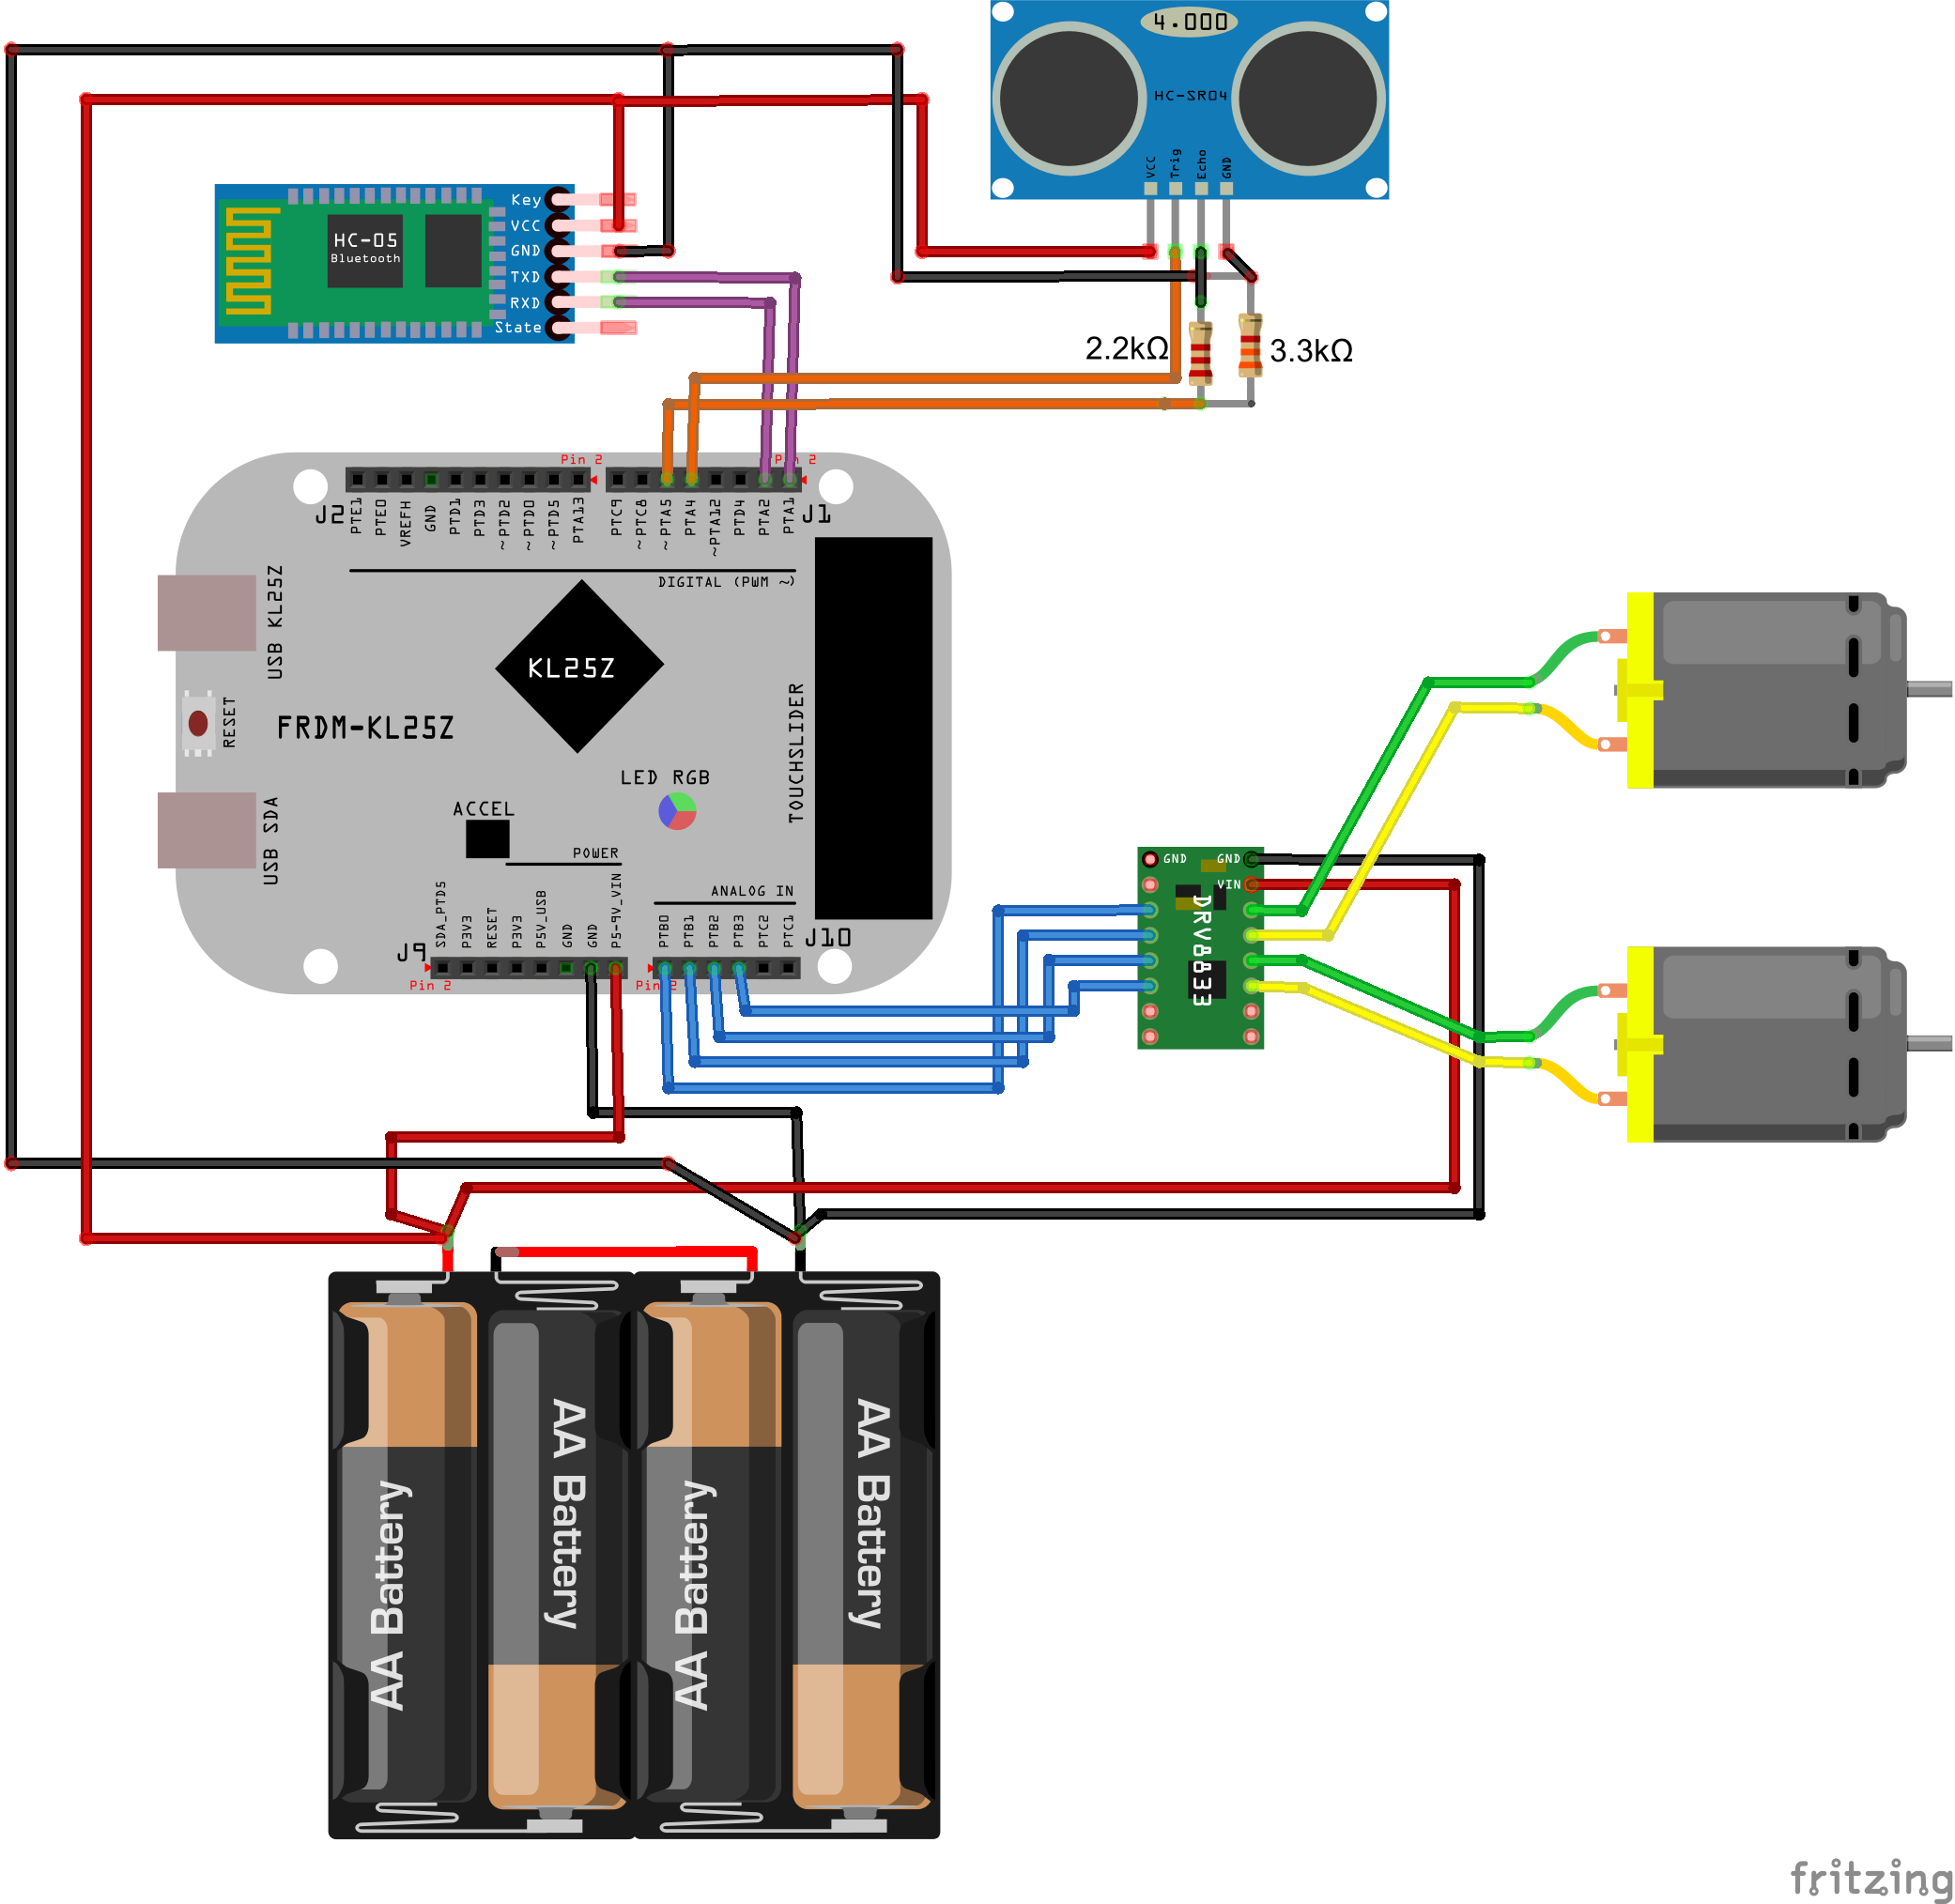 4.000
HC-SR04
VCC
Trig
Echo
GND
HC-05
Bluetooth
Key
VCC
GND
TXD
RXD
State
2.2kΩ
3.3kΩ
Pin 2
Pin 2
J2
J1
PTE1
PTE0
VREFH
GND
PTD1
PTD3
~PTD2
~PTD0
~PTD5
PTA13
PTC9
~PTC8
~PTA5
PTA4
~PTA12
PTD4
PTA2
PTA1
DIGITAL (PWM ~)
USB KL25Z
KL25Z
RESET
FRDM-KL25Z
TOUCHSLIDER
LED RGB
ACCEL
USB SDA
POWER
ANALOG IN
SDA_PTD5
P3V3
RESET
P3V3
P5V_USB
GND
GND
P5-9V_VIN
PTB0
PTB1
PTB2
PTB3
PTC2
PTC1
J9
J10
Pin 2
Pin 2
GND
GND
VIN
DRV8833
AA Battery
AA Battery
AA Battery
AA Battery
fritzing